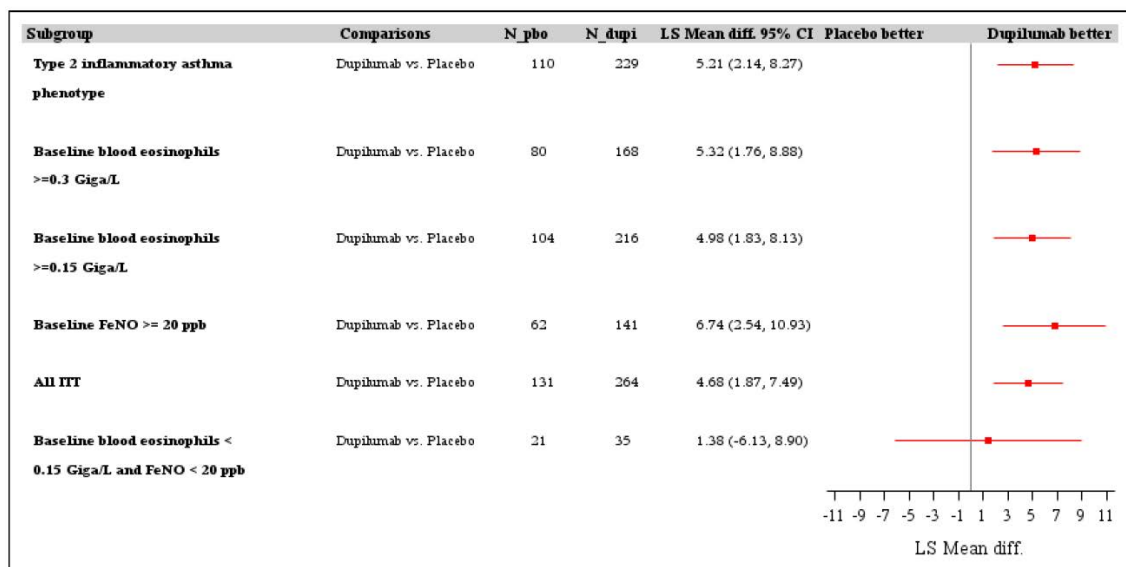 Subgroup Comparisons N_pbo N_dupi LS Mean diff. 95% CI Placebo better Dupilumab better
Type 2 inflammatory asthma Dupilumab vs. Placebo 110 229 5.21 (2.14, 8.27)
phenotype
Baseline blood eosinophils Dupilumab vs. Placebo 80 168 5.32 (1.76, 8.88)
>=0.3 Giga/L
Baseline blood eosinophils Dupilumab vs. Placebo 104 216 4.98 (1.83, 8.13)
>=0.15 Giga/L
Baseline FeNO >= 20 ppb Dupilumab vs. Placebo 62 141 6.74 (2.54, 10.93)
All ITT Dupilumab vs. Placebo 131 264 4.68 (1.87, 7.49)
Baseline blood eosinophils < Dupilumab vs. Placebo 21 35 1.38 (-6.13, 8.90)
0.15 Giga/L and FeNO < 20 ppb
-11 -9 -7 -5 -3 -1 1 3 5 7 9 11
LS Mean diff.